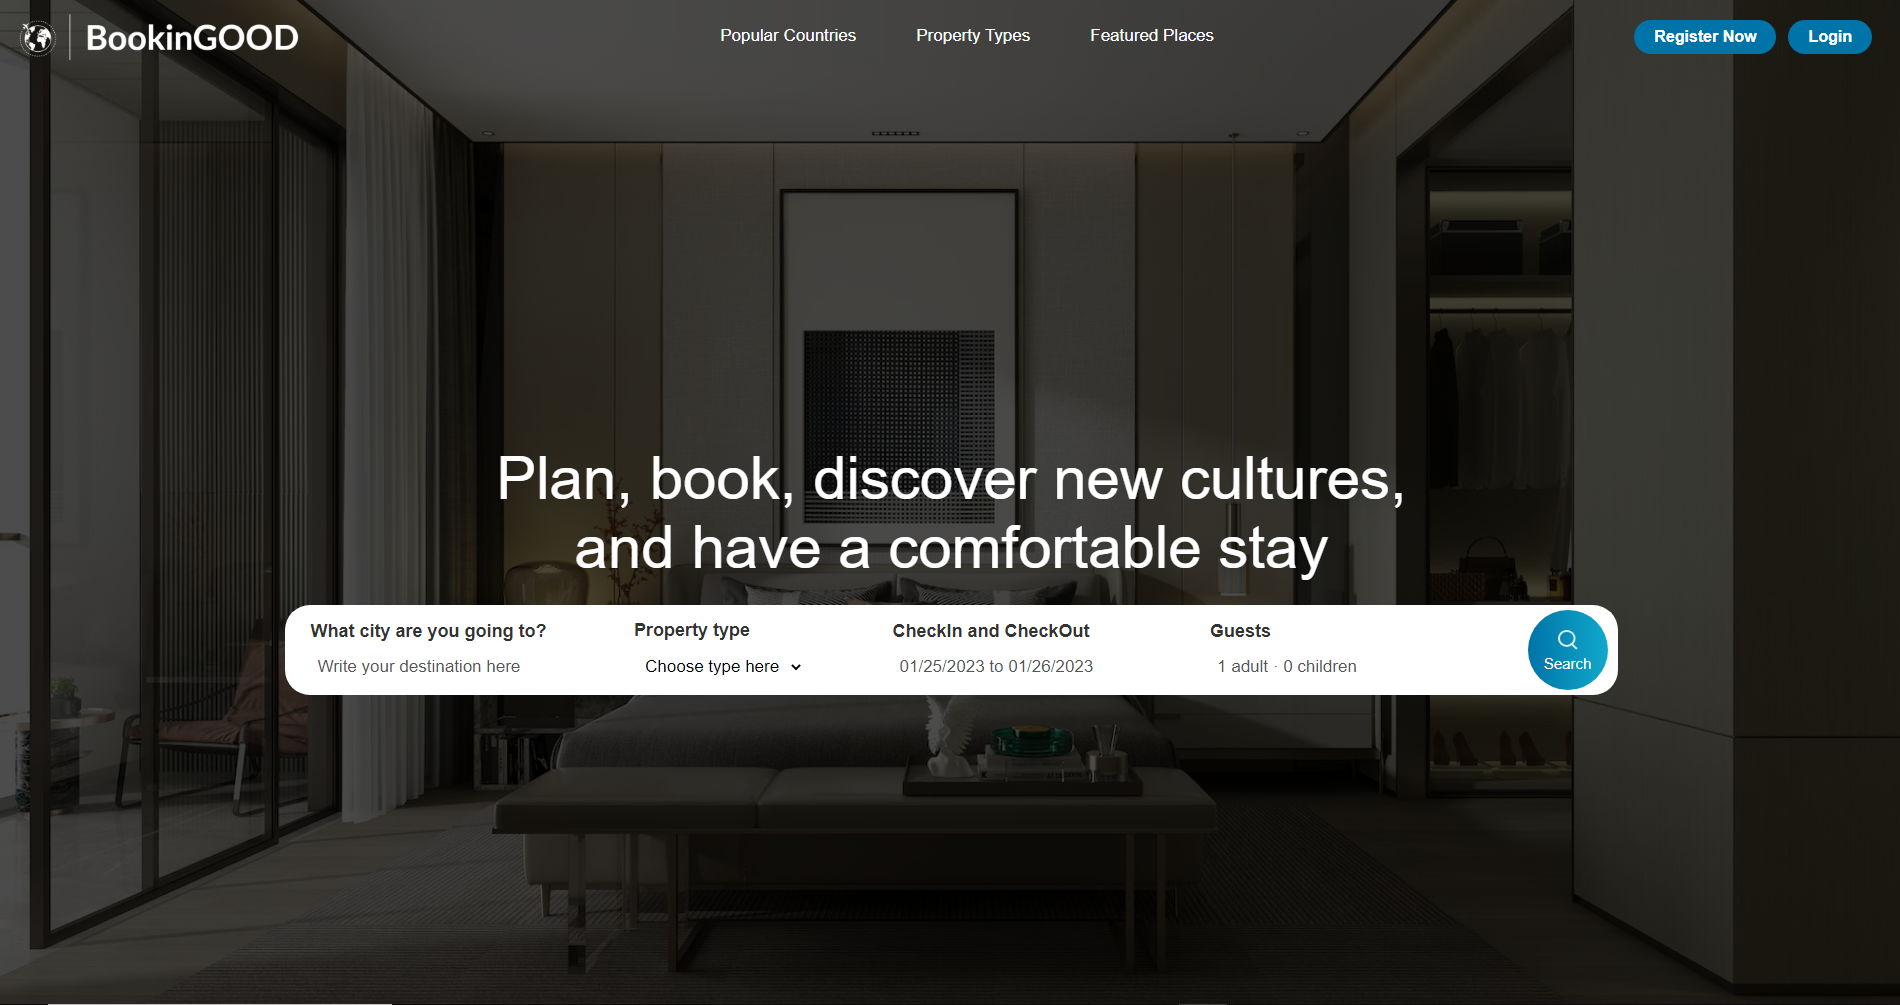 BookinGOOD
Popular Countries
Property Types
Featured Places
Register Now
Login
Plan, book, discover new cultures,
and have a comfortable stay
What city are you going to?
Write your destination here
Property type
Choose type here
CheckIn and CheckOut
01/25/2023 to 01/26/2023
Guests
1 adult · 0 children
Search